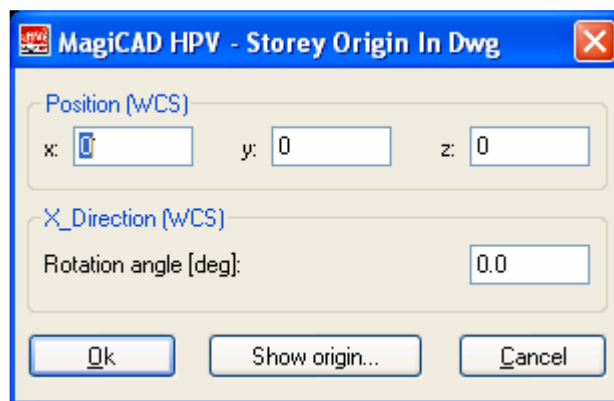 MagiCAD HPV - Storey Origin In Dwg
Position (WCS)
x: 0 y: 0 z: 0
X_Direction (WCS)
Rotation angle [deg]: 0.0
Ok Show origin... Cancel